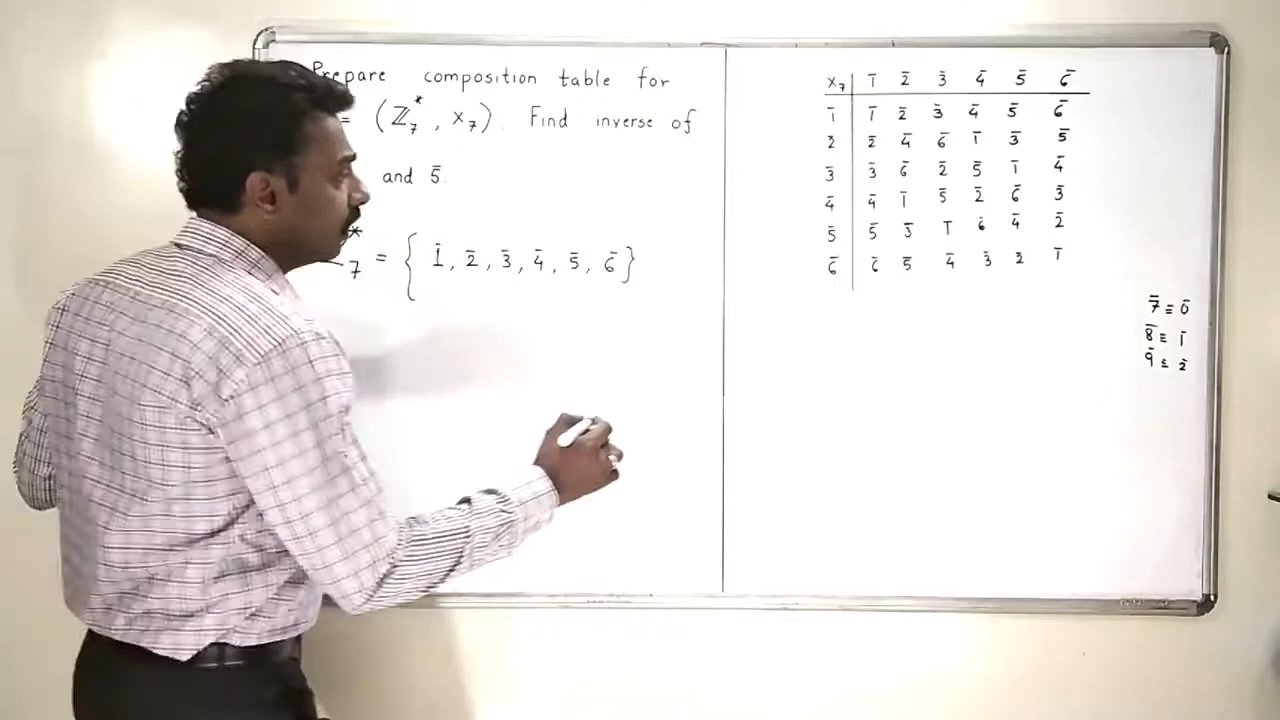 Prepare composition table for
= (ℤ₇*, x₇). Find inverse of
and 5̄.
* ₇ = { 1̄, 2̄, 3̄, 4̄, 5̄, 6̄ }
x₇ 1̄ 2̄ 3̄ 4̄ 5̄ 6̄
1̄ 1̄ 2̄ 3̄ 4̄ 5̄ 6̄
2̄ 2̄ 4̄ 6̄ 1̄ 3̄ 5̄
3̄ 3̄ 6̄ 2̄ 5̄ 1̄ 4̄
4̄ 4̄ 1̄ 5̄ 2̄ 6̄ 3̄
5̄ 5̄ 3̄ 1̄ 6̄ 4̄ 2̄
6̄ 6̄ 5̄ 4̄ 3̄ 2̄ 1̄
7̄ ≡ 0̄
8̄ ≡ 1̄
9̄ ≡ 2̄